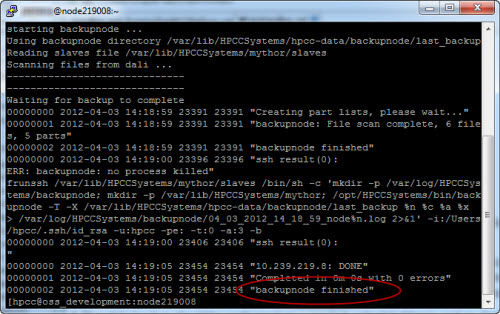 @node219008:~
starting backupnode ...
Using backupnode directory /var/lib/HPCCSystems/hpcc-data/backupnode/last_backup
Reading slaves file /var/lib/HPCCSystems/mythor/slaves
Scanning files from dali ...
------------------------------
------------------------------
Waiting for backup to complete
00000000 2012-04-03 14:18:59 23391 23391 "Creating part lists, please wait..."
00000001 2012-04-03 14:18:59 23391 23391 "backupnode: File scan complete, 6 file
s, 5 parts"
00000002 2012-04-03 14:18:59 23391 23391 "backupnode finished"
00000000 2012-04-03 14:19:00 23396 23396 "ssh result(0):
ERR: backupnode: no process killed"
frunssh /var/lib/HPCCSystems/mythor/slaves /bin/sh -c 'mkdir -p /var/log/HPCCSys
tems/backupnode; mkdir -p /var/lib/HPCCSystems/mythor; /opt/HPCCSystems/bin/back
upnode -T -X /var/lib/HPCCSystems/hpcc-data/backupnode/last_backup %n %c %a %x
> /var/log/HPCCSystems/backupnode/04_03_2012_14_18_59_node%n.log 2>&1' -i:/Users
/hpcc/.ssh/id_rsa -u:hpcc -pe: -t:0 -a:3 -b
00000000 2012-04-03 14:19:00 23406 23406 "ssh result(0):
"
00000000 2012-04-03 14:19:05 23454 23454 "10.239.219.8: DONE"
00000001 2012-04-03 14:19:05 23454 23454 "Completed in 0m 0s with 0 errors"
00000002 2012-04-03 14:19:05 23454 23454 "backupnode finished"
[hpcc@oss_development:node219008